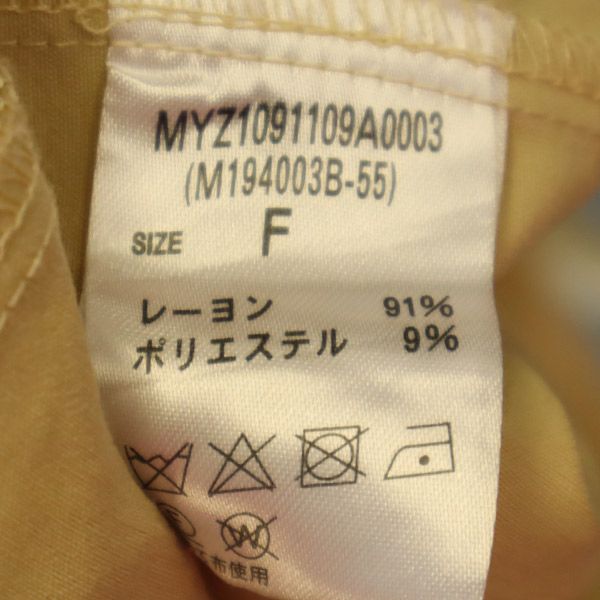 MYZ1091109A0003
(M194003B-55)
SIZE F
レーヨン 91%
ポリエステル 9%
W
布使用